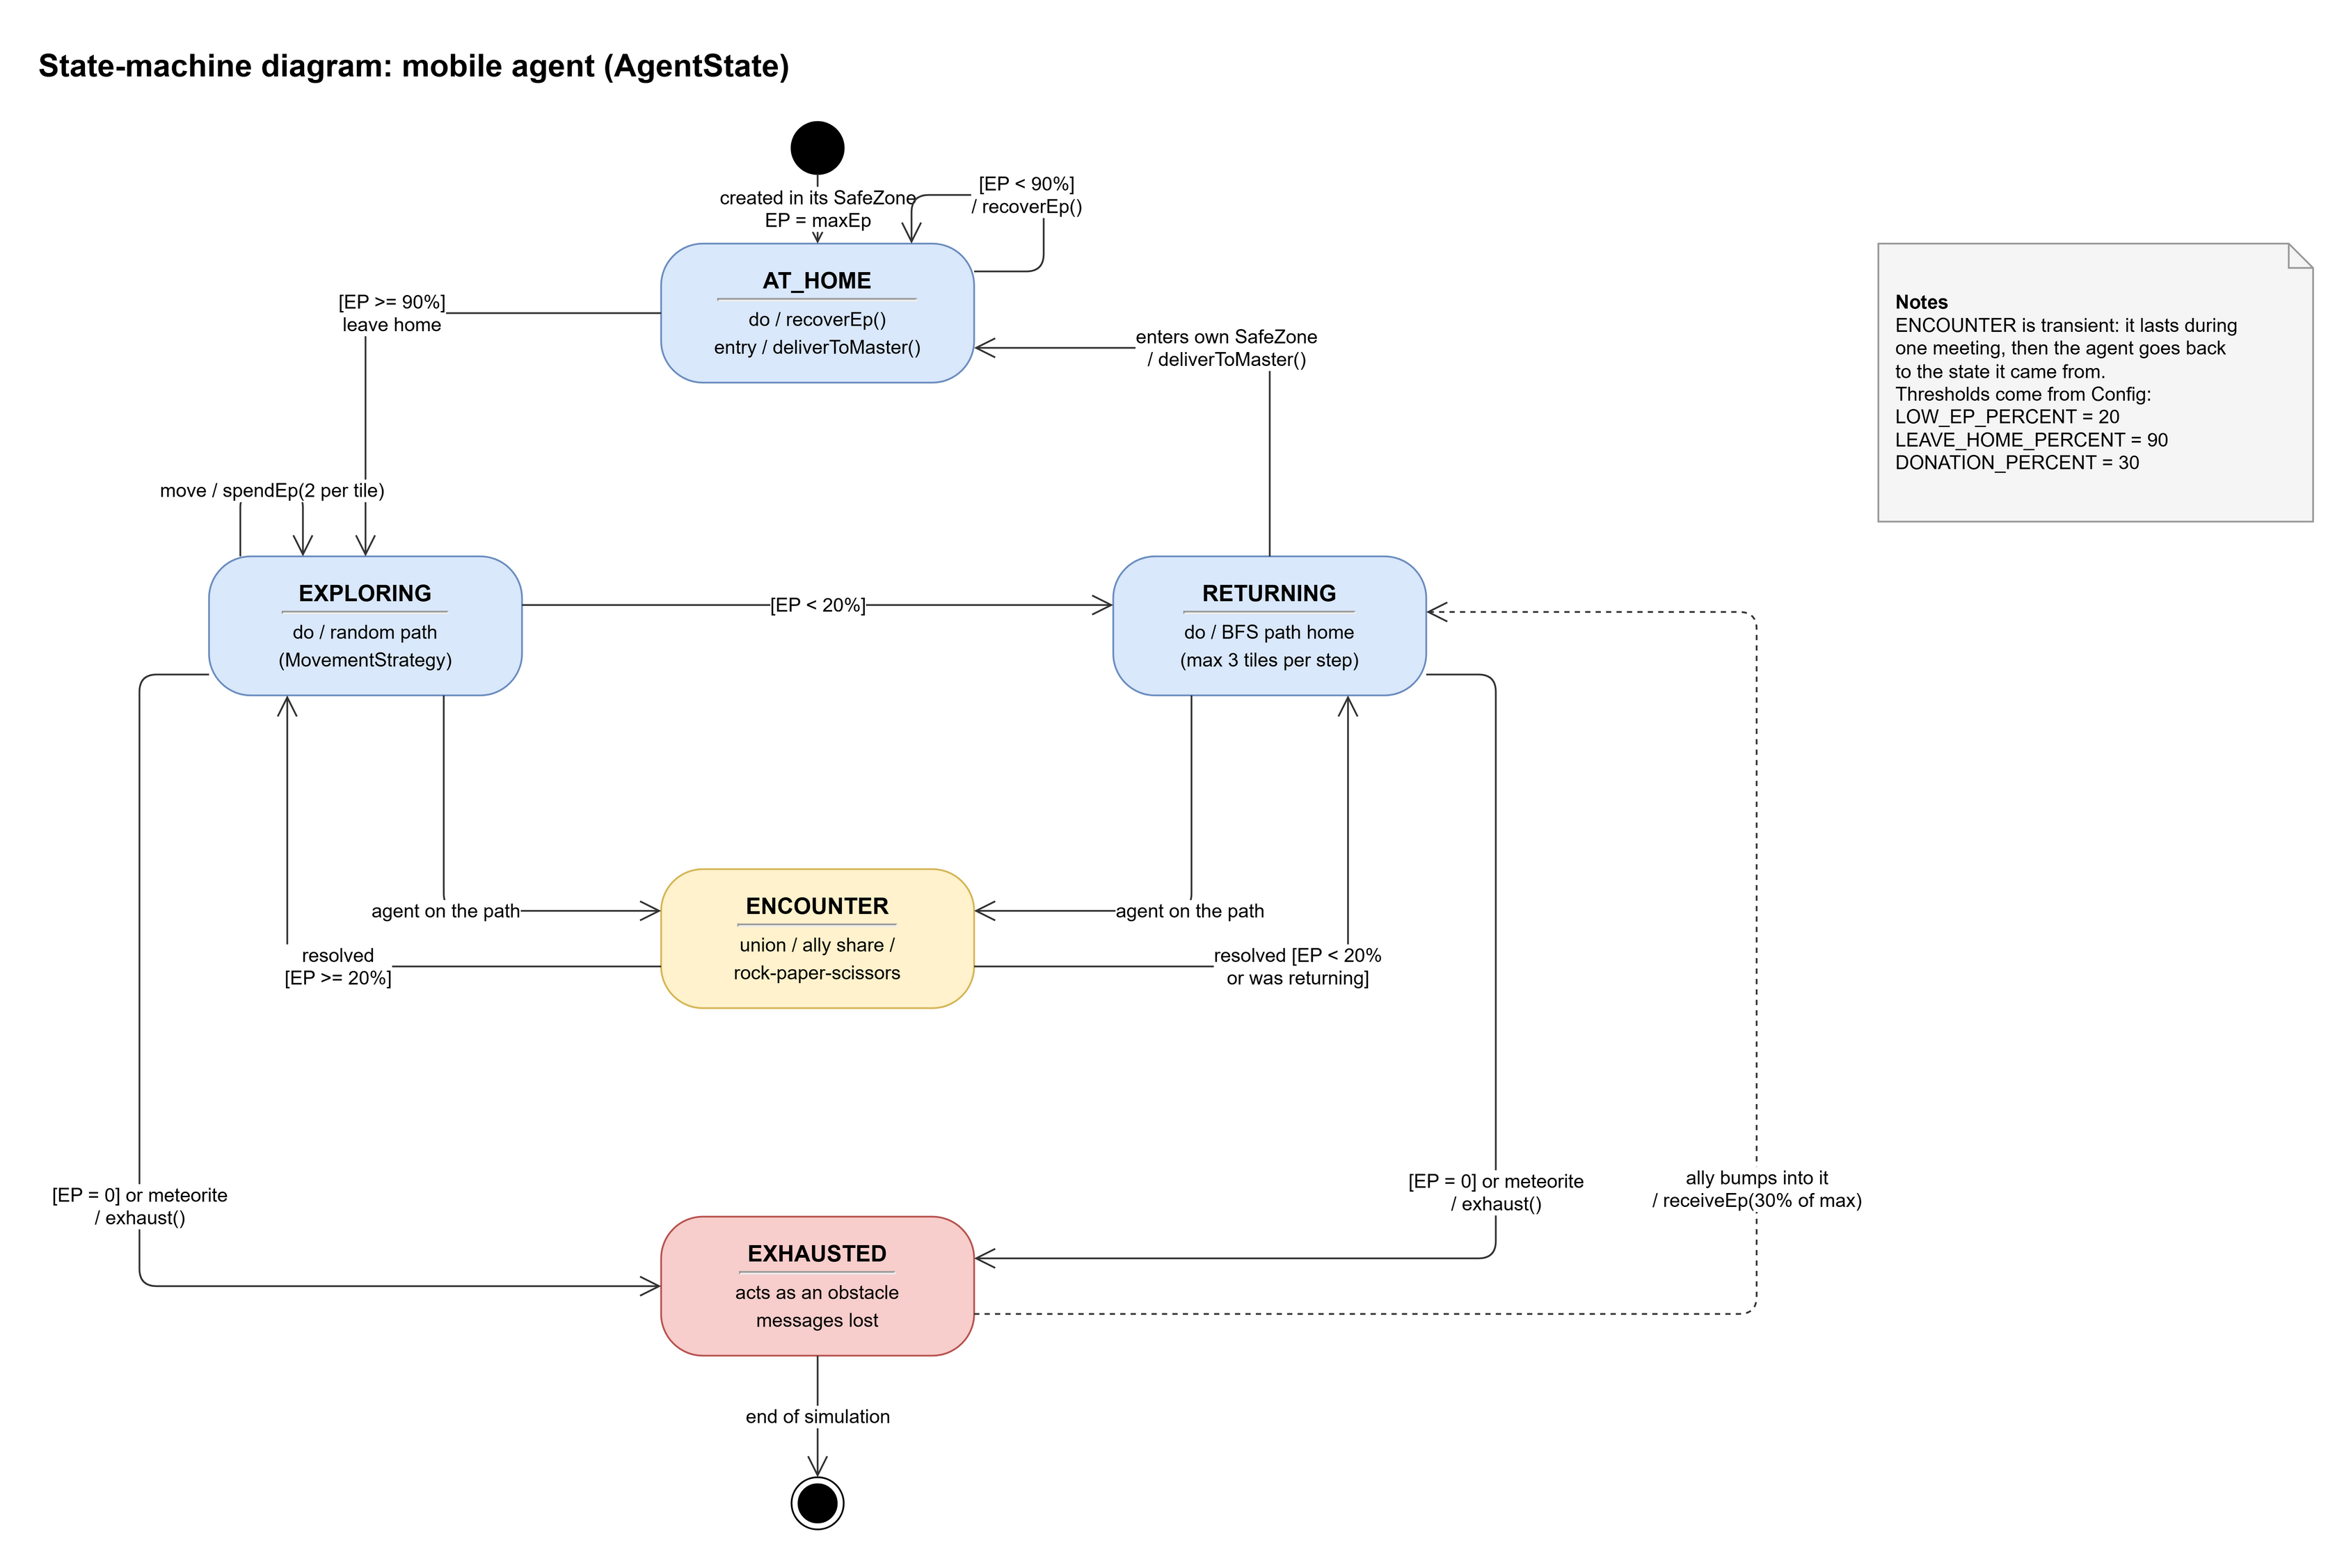 State-machine diagram: mobile agent (AgentState)
created in its SafeZone
EP = maxEp
[EP < 90%]
/ recoverEp()
AT_HOME
do / recoverEp()
entry / deliverToMaster()
[EP >= 90%]
leave home
enters own SafeZone
/ deliverToMaster()
Notes
ENCOUNTER is transient: it lasts during
one meeting, then the agent goes back
to the state it came from.
Thresholds come from Config:
LOW_EP_PERCENT = 20
LEAVE_HOME_PERCENT = 90
DONATION_PERCENT = 30
move / spendEp(2 per tile)
EXPLORING
do / random path
(MovementStrategy)
[EP < 20%]
RETURNING
do / BFS path home
(max 3 tiles per step)
agent on the path
ENCOUNTER
union / ally share /
rock-paper-scissors
agent on the path
resolved
[EP >= 20%]
resolved [EP < 20%
or was returning]
[EP = 0] or meteorite
/ exhaust()
[EP = 0] or meteorite
/ exhaust()
ally bumps into it
/ receiveEp(30% of max)
EXHAUSTED
acts as an obstacle
messages lost
end of simulation